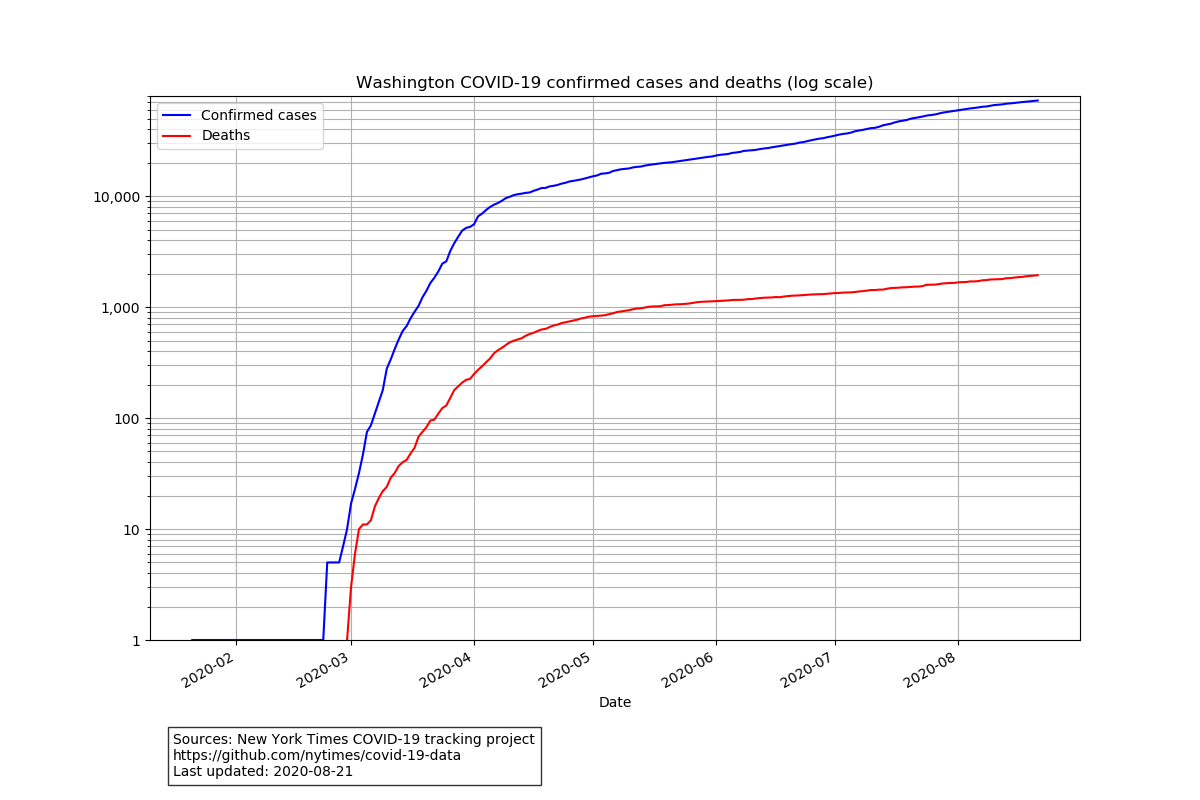 Washington COVID-19 confirmed cases and deaths (log scale)
Confirmed cases
Deaths
10,000
1,000
100
10
1
2020-02
2020-03
2020-04
2020-05
2020-06
2020-07
2020-08
Date
Sources: New York Times COVID-19 tracking project
https://github.com/nytimes/covid-19-data
Last updated: 2020-08-21